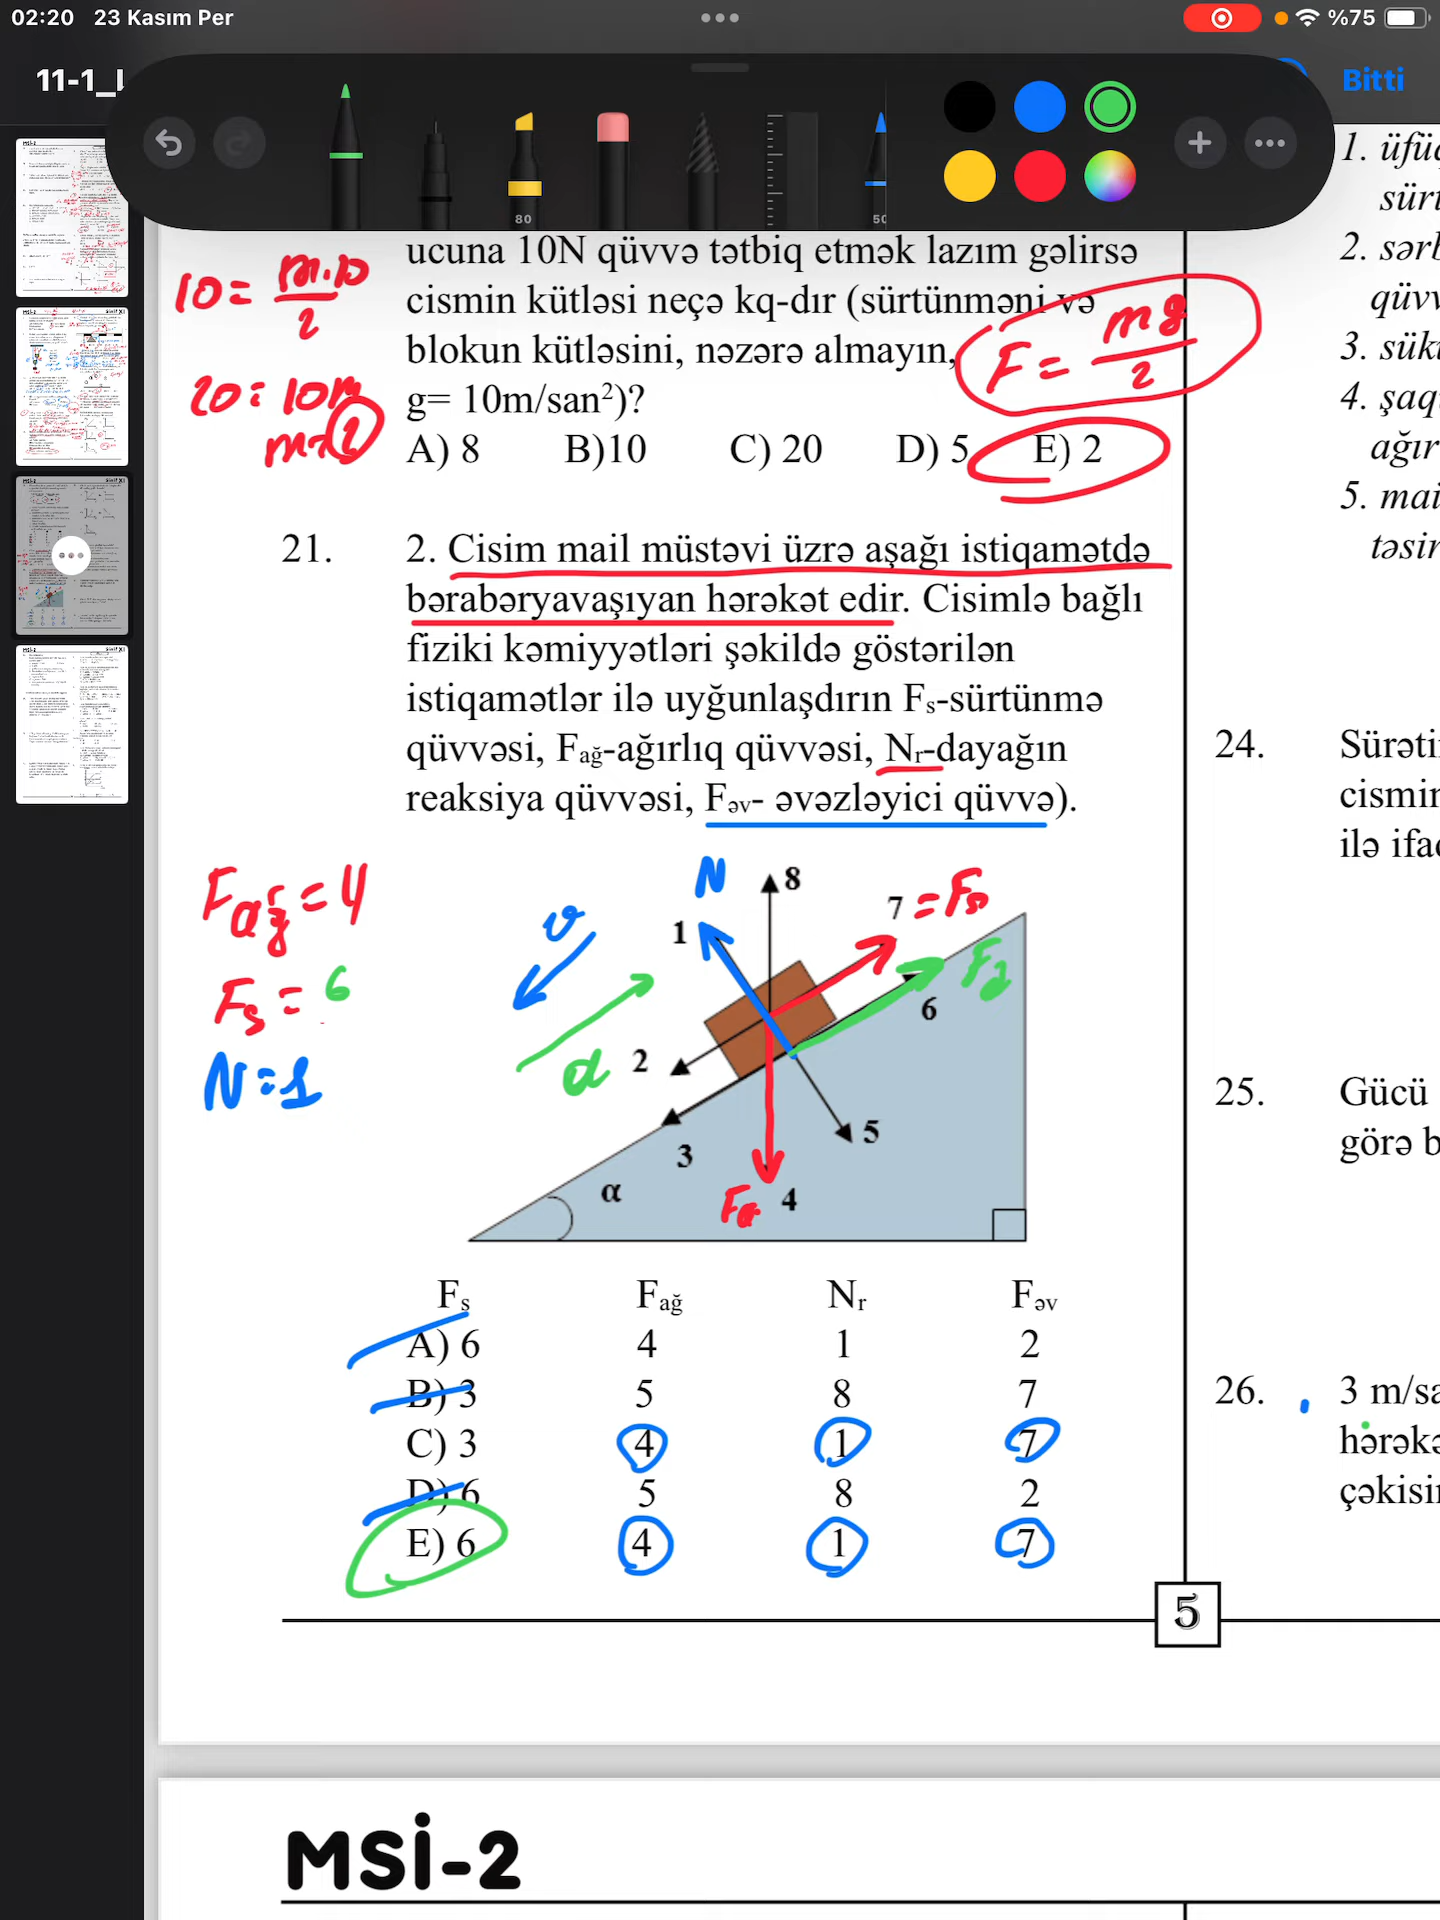 02:20 23 Kasım Per
%75
11-1_
Bitti
80
50
ucuna 10N qüvvə tətbiq etmək lazım gəlirsə
cismin kütləsi neçə kq-dır (sürtünməni və
blokun kütləsini, nəzərə almayın,
g= 10m/san²)?
A) 8 B)10 C) 20 D) 5 E) 2
10 = m.10/2
20 = 10m
m=2
F = mg/2
21. 2. Cisim mail müstəvi üzrə aşağı istiqamətdə
bərabəryavaşıyan hərəkət edir. Cisimlə bağlı
fiziki kəmiyyətləri şəkildə göstərilən
istiqamətlər ilə uyğunlaşdırın Fs-sürtünmə
qüvvəsi, Fağ-ağırlıq qüvvəsi, Nr-dayağın
reaksiya qüvvəsi, Fəv- əvəzləyici qüvvə).
Fağ = 4
Fs = 6
N = 1
N
8
7 = Fs
1
v
F
6
a
2
5
3
α
4
Fs Fağ Nr Fəv
A) 6 4 1 2
B) 3 5 8 7
C) 3 4 1 7
D) 6 5 8 2
E) 6 4 1 7
1. üfüq
sürt
2. sərb
qüvv
3. sükı
4. şaqı
ağır
5. mai
təsir
24. Sürəti
cismin
ilə ifad
25. Gücü
görə b
26. 3 m/sa
hərəkə
çəkisin
5
MSİ-2